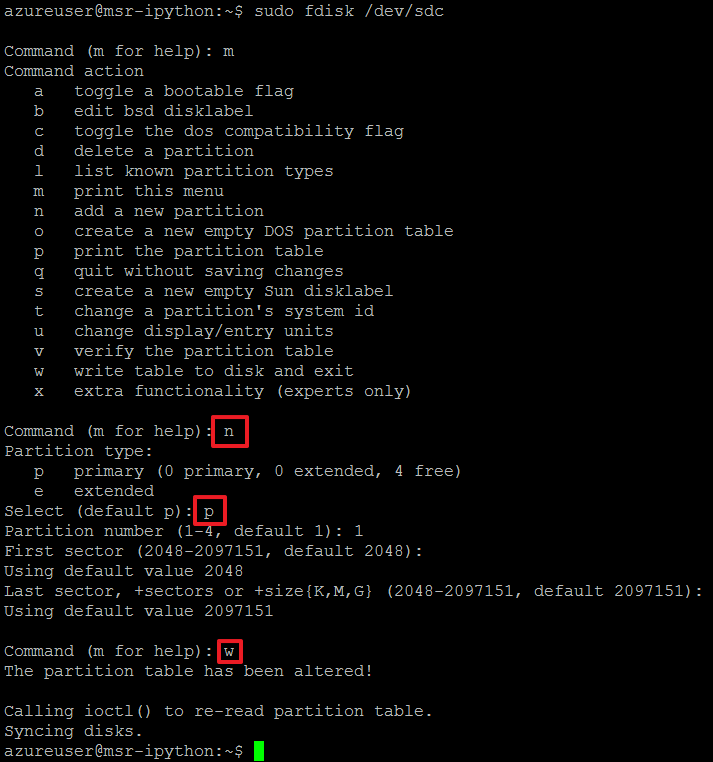 azureuser@msr-ipython:~$ sudo fdisk /dev/sdc
Command (m for help): m
Command action
a   toggle a bootable flag
b   edit bsd disklabel
c   toggle the dos compatibility flag
d   delete a partition
l   list known partition types
m   print this menu
n   add a new partition
o   create a new empty DOS partition table
p   print the partition table
q   quit without saving changes
s   create a new empty Sun disklabel
t   change a partition's system id
u   change display/entry units
v   verify the partition table
w   write table to disk and exit
x   extra functionality (experts only)
Command (m for help): n
Partition type:
p   primary (0 primary, 0 extended, 4 free)
e   extended
Select (default p): p
Partition number (1-4, default 1): 1
First sector (2048-2097151, default 2048):
Using default value 2048
Last sector, +sectors or +size{K,M,G} (2048-2097151, default 2097151):
Using default value 2097151
Command (m for help): w
The partition table has been altered!
Calling ioctl() to re-read partition table.
Syncing disks.
azureuser@msr-ipython:~$